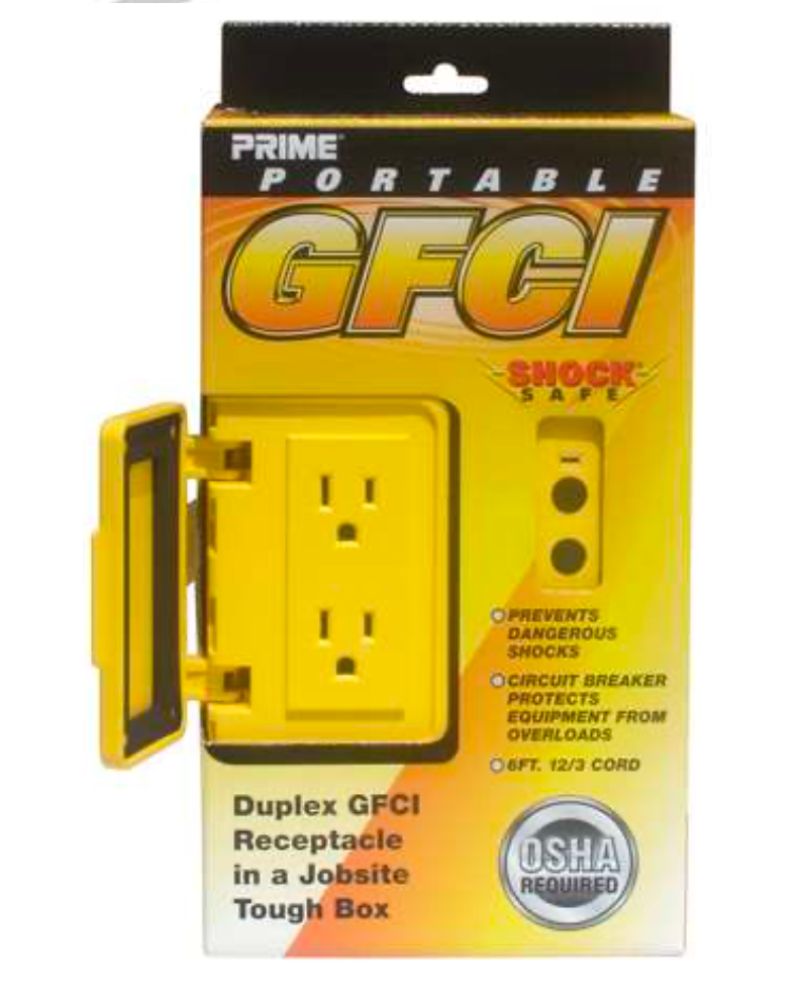 PRIME
PORTABLE
GFCI
SHOCK
SAFE
PREVENTS
DANGEROUS
SHOCKS
CIRCUIT BREAKER
PROTECTS
EQUIPMENT FROM
OVERLOADS
6FT. 12/3 CORD
Duplex GFCI
Receptacle
in a Jobsite
Tough Box
OSHA
REQUIRED